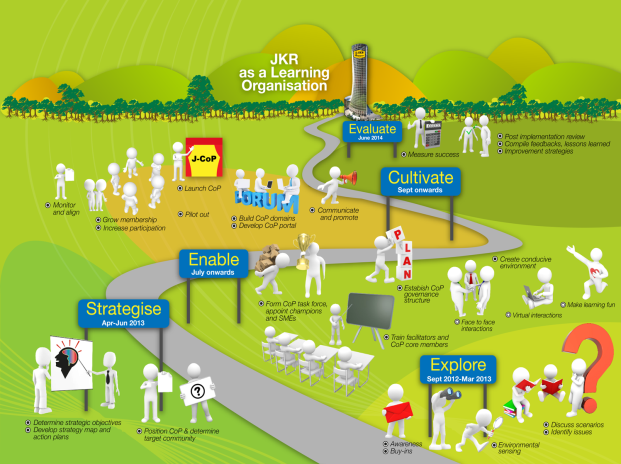 JKR
as a Learning
Organisation
JKR
Evaluate
June 2014
Measure success
Post implementation review
Compile feedbacks, lessons learned
Improvement strategies
Cultivate
Sept onwards
J-CoP
Launch CoP
Monitor
and align
Grow membership
Increase participation
Pilot out
FORUM
Build CoP domains
Develop CoP portal
Communicate
and promote
Enable
July onwards
Form CoP task force,
appoint champions
and SMEs
P
L
A
N
Establish CoP
governance
structure
Create conducive
environment
Face to face
interactions
Virtual interactions
Make learning fun
Train facilitators and
CoP core members
Strategise
Apr-Jun 2013
Determine strategic objectives
Develop strategy map and
action plans
?
Position CoP & determine
target community
Explore
Sept 2012-Mar 2013
Awareness
Buy-ins
Environmental
sensing
?
Discuss scenarios
Identify issues